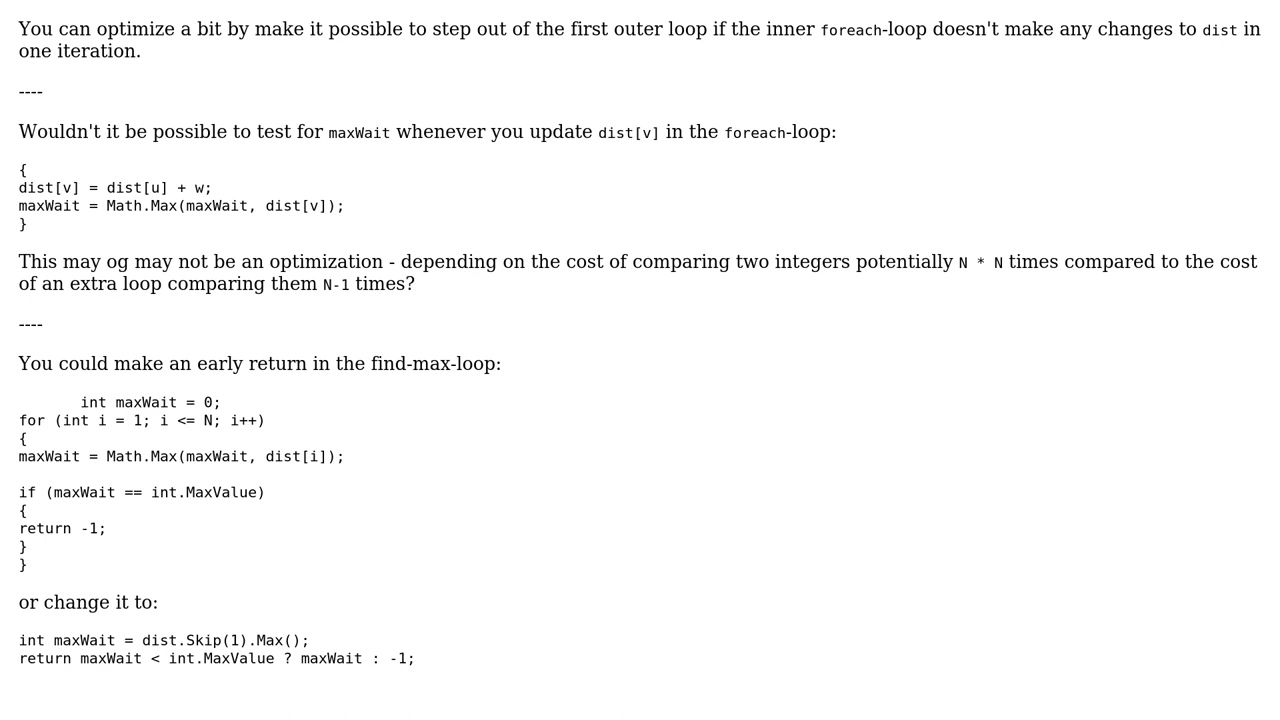 You can optimize a bit by make it possible to step out of the first outer loop if the inner foreach-loop doesn't make any changes to dist in
one iteration.
----
Wouldn't it be possible to test for maxWait whenever you update dist[v] in the foreach-loop:
{
dist[v] = dist[u] + w;
maxWait = Math.Max(maxWait, dist[v]);
}
This may og may not be an optimization - depending on the cost of comparing two integers potentially N * N times compared to the cost
of an extra loop comparing them N-1 times?
----
You could make an early return in the find-max-loop:
int maxWait = 0;
for (int i = 1; i <= N; i++)
{
maxWait = Math.Max(maxWait, dist[i]);
if (maxWait == int.MaxValue)
{
return -1;
}
}
or change it to:
int maxWait = dist.Skip(1).Max();
return maxWait < int.MaxValue ? maxWait : -1;